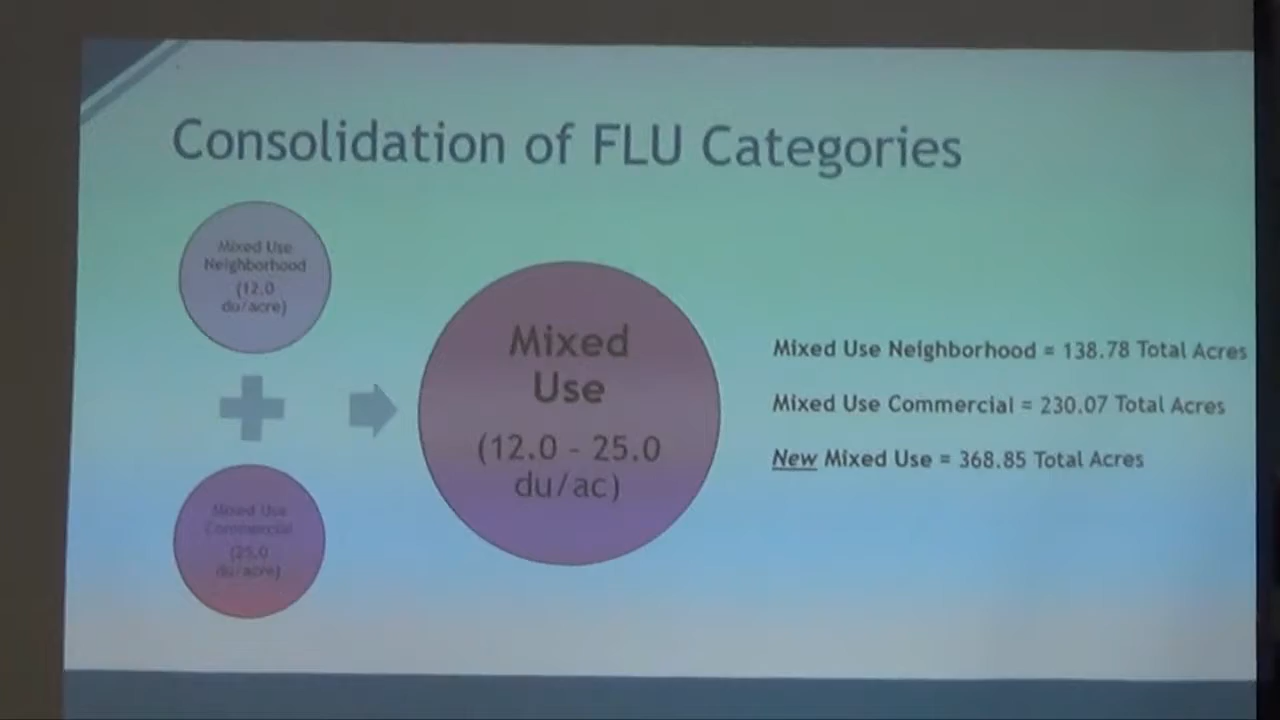 Consolidation of FLU Categories
Mixed Use
Neighborhood
(12.0
du/acre)
Mixed Use
Commercial
(25.0
du/acre)
Mixed
Use
(12.0 - 25.0
du/ac)
Mixed Use Neighborhood = 138.78 Total Acres
Mixed Use Commercial = 230.07 Total Acres
New Mixed Use = 368.85 Total Acres